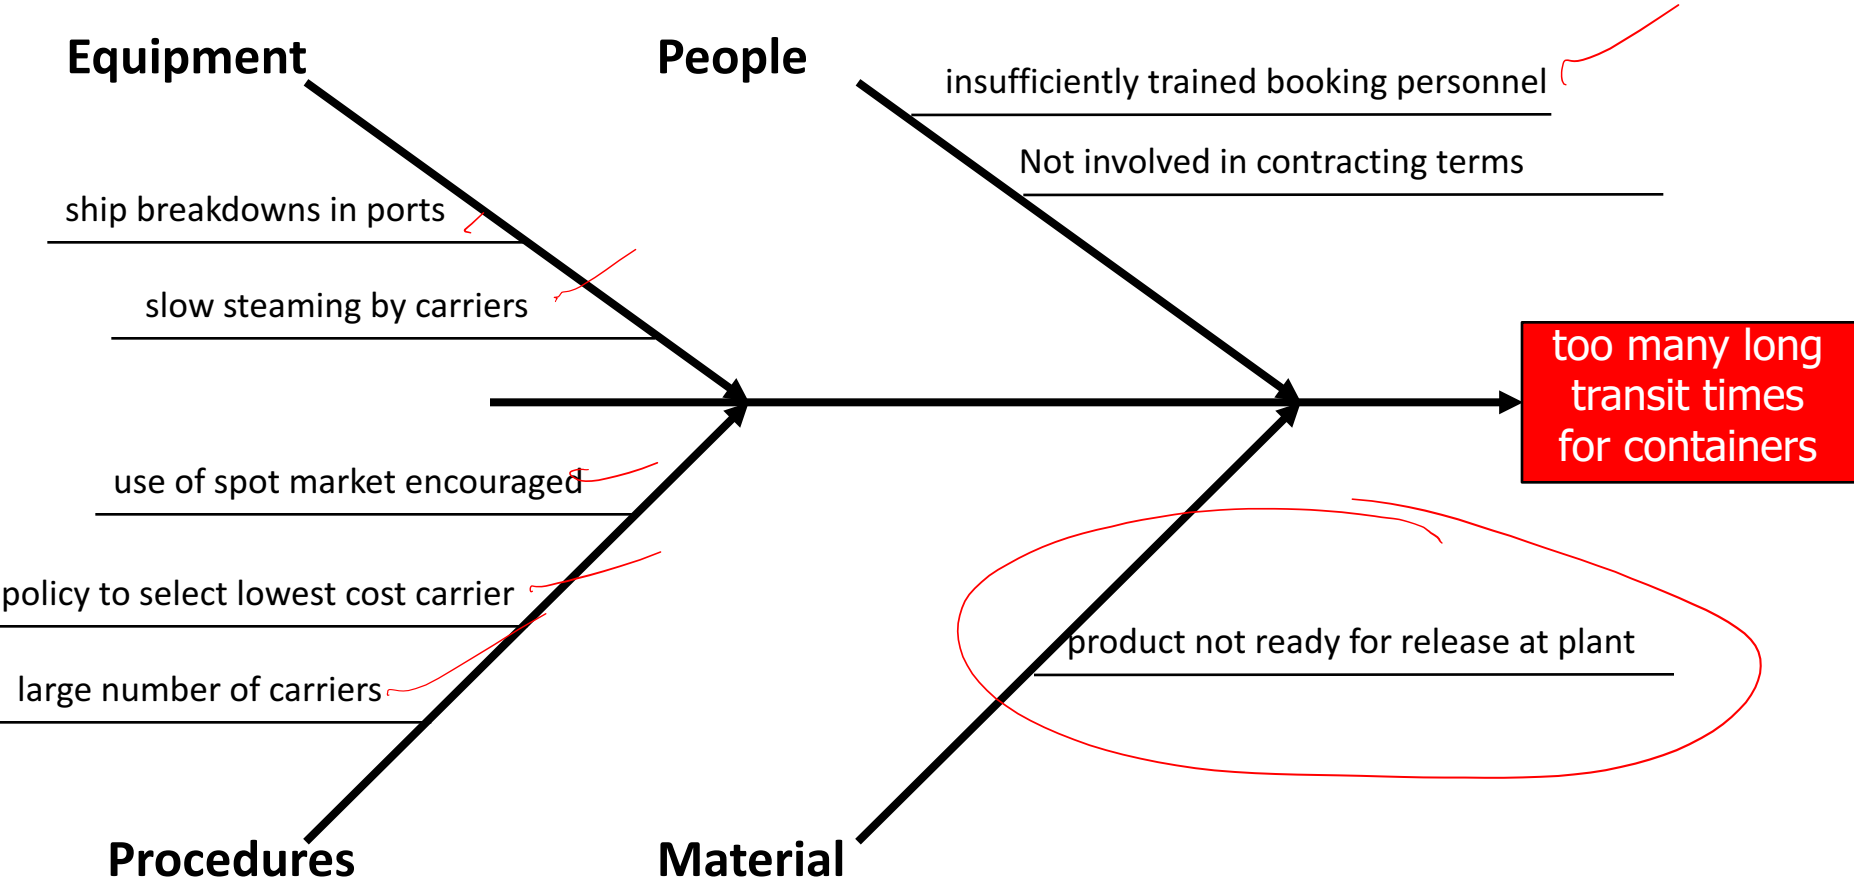 Equipment
People
insufficiently trained booking personnel
Not involved in contracting terms
ship breakdowns in ports
slow steaming by carriers
too many long
transit times
for containers
use of spot market encouraged
policy to select lowest cost carrier
large number of carriers
product not ready for release at plant
Procedures
Material